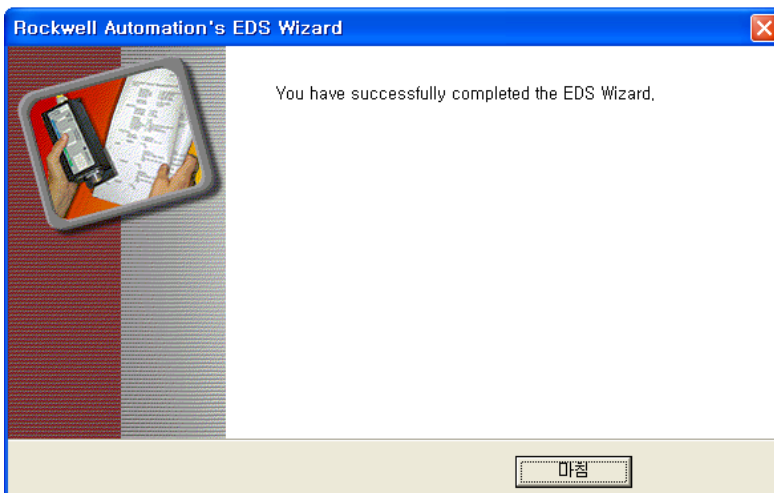 Rockwell Automation's EDS Wizard
You have successfully completed the EDS Wizard.
마침